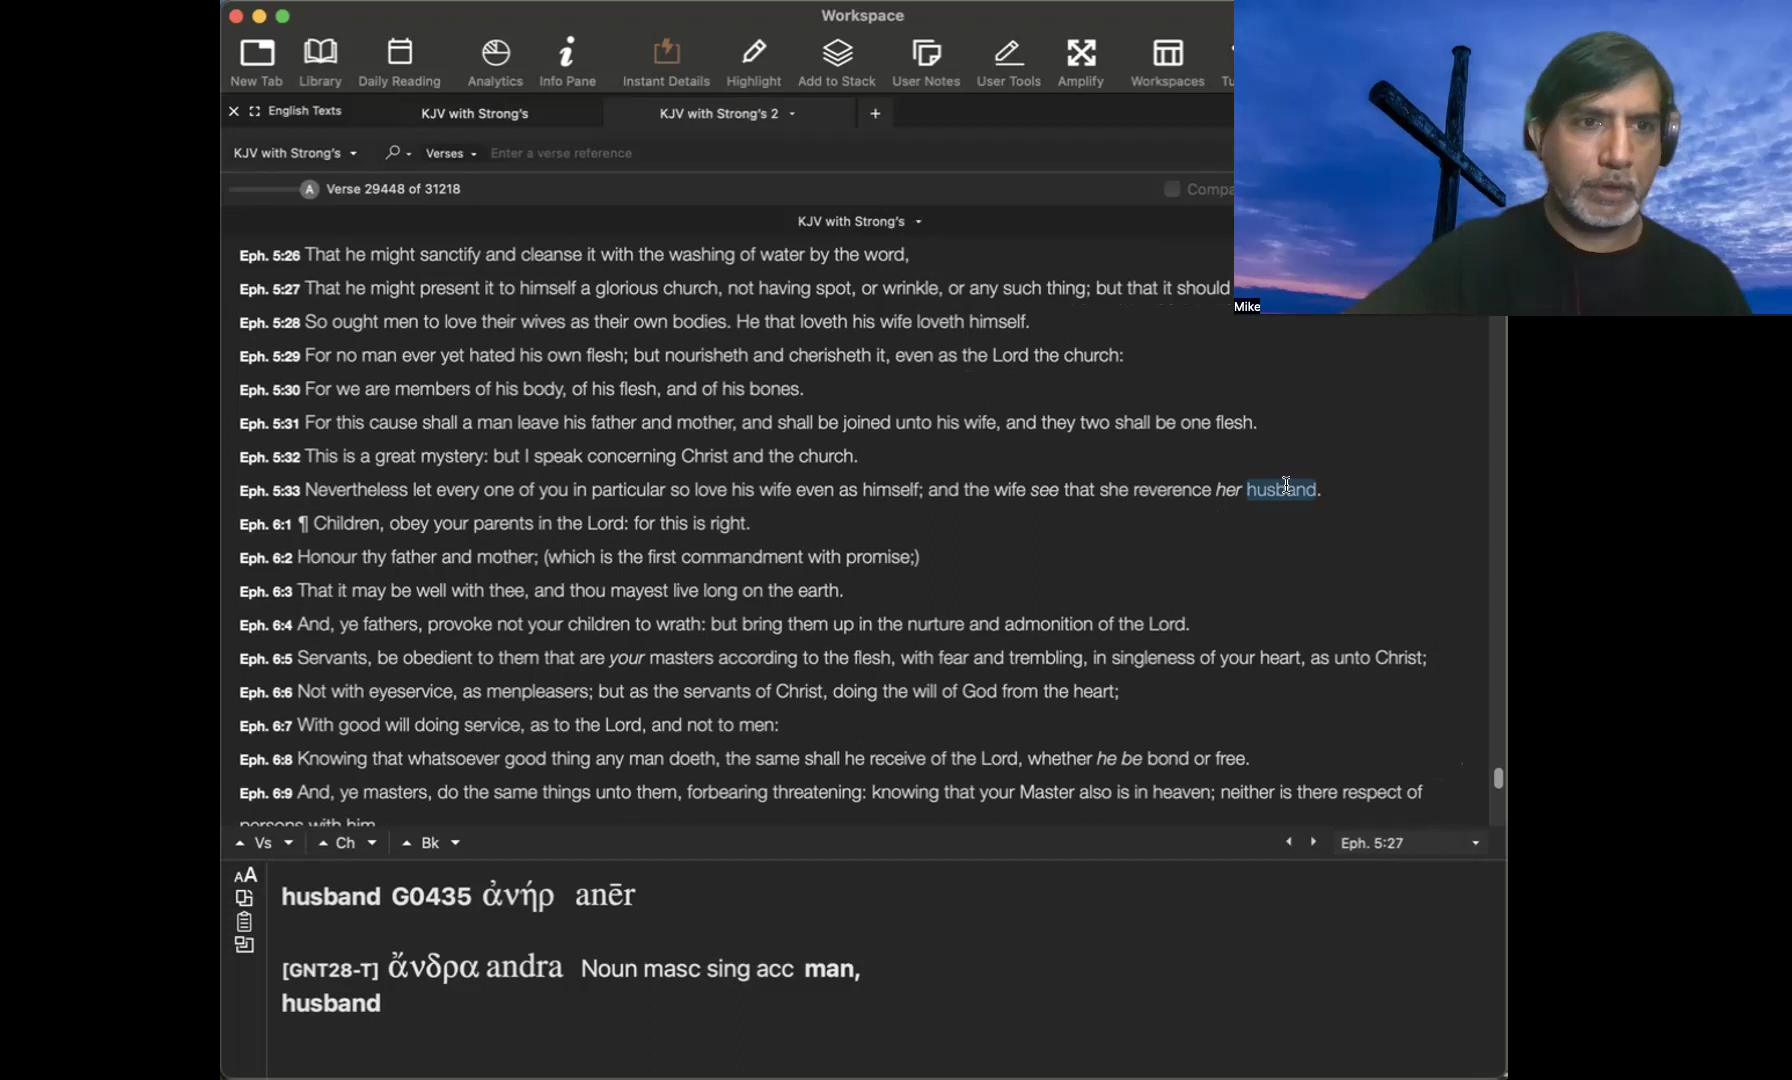 Workspace
New Tab Library Daily Reading Analytics Info Pane Instant Details Highlight Add to Stack User Notes User Tools Amplify Workspaces
English Texts KJV with Strong's KJV with Strong's 2 +
KJV with Strong's Verses Enter a verse reference
A Verse 29448 of 31218
KJV with Strong's
Mike
Eph. 5:26 That he might sanctify and cleanse it with the washing of water by the word,
Eph. 5:27 That he might present it to himself a glorious church, not having spot, or wrinkle, or any such thing; but that it should
Eph. 5:28 So ought men to love their wives as their own bodies. He that loveth his wife loveth himself.
Eph. 5:29 For no man ever yet hated his own flesh; but nourisheth and cherisheth it, even as the Lord the church:
Eph. 5:30 For we are members of his body, of his flesh, and of his bones.
Eph. 5:31 For this cause shall a man leave his father and mother, and shall be joined unto his wife, and they two shall be one flesh.
Eph. 5:32 This is a great mystery: but I speak concerning Christ and the church.
Eph. 5:33 Nevertheless let every one of you in particular so love his wife even as himself; and the wife see that she reverence her husband.
Eph. 6:1 ¶ Children, obey your parents in the Lord: for this is right.
Eph. 6:2 Honour thy father and mother; (which is the first commandment with promise;)
Eph. 6:3 That it may be well with thee, and thou mayest live long on the earth.
Eph. 6:4 And, ye fathers, provoke not your children to wrath: but bring them up in the nurture and admonition of the Lord.
Eph. 6:5 Servants, be obedient to them that are your masters according to the flesh, with fear and trembling, in singleness of your heart, as unto Christ;
Eph. 6:6 Not with eyeservice, as menpleasers; but as the servants of Christ, doing the will of God from the heart;
Eph. 6:7 With good will doing service, as to the Lord, and not to men:
Eph. 6:8 Knowing that whatsoever good thing any man doeth, the same shall he receive of the Lord, whether he be bond or free.
Eph. 6:9 And, ye masters, do the same things unto them, forbearing threatening: knowing that your Master also is in heaven; neither is there respect of
persons with him.
Vs Ch Bk Eph. 5:27
AA
husband G0435 ἀνήρ anēr
[GNT28-T] ἄνδρα andra Noun masc sing acc man,
husband